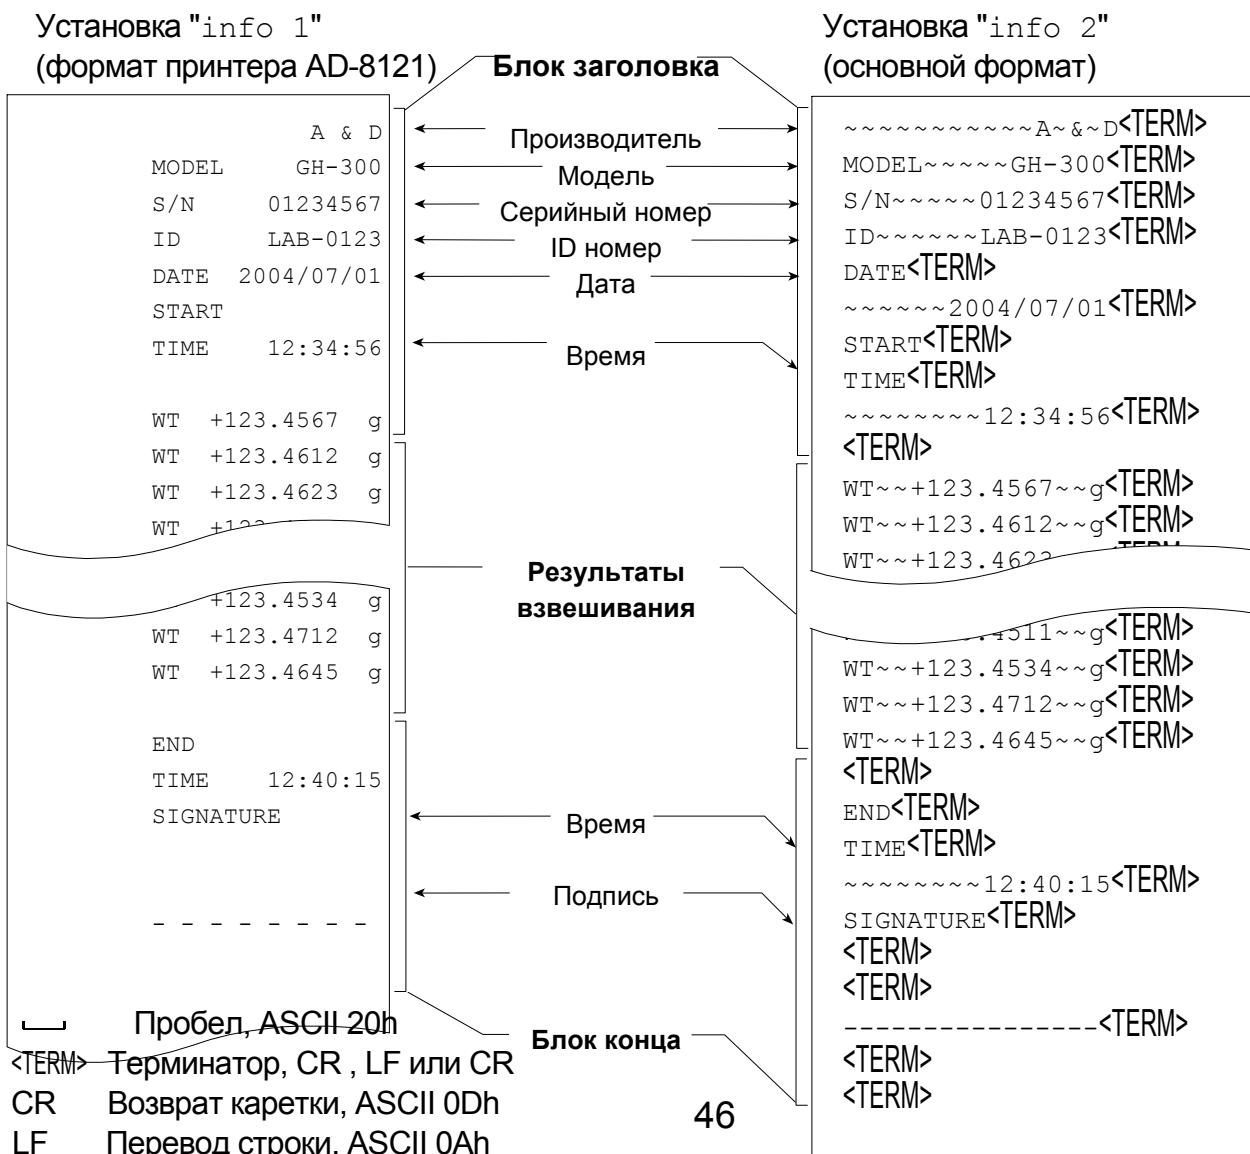 Установка "info 1"
(формат принтера AD-8121)
Блок заголовка
Установка "info 2"
(основной формат)
A & D
MODEL GH-300
S/N 01234567
ID LAB-0123
DATE 2004/07/01
START
TIME 12:34:56
WT +123.4567 g
WT +123.4612 g
WT +123.4623 g
WT
+123.4534 g
WT +123.4712 g
WT +123.4645 g
END
TIME 12:40:15
SIGNATURE
- - - - - - - -
Производитель
Модель
Серийный номер
ID номер
Дата
Время
Результаты
взвешивания
Время
Подпись
Блок конца
~~~~~~~~~~~A~&~D<TERM>
MODEL~~~~~GH-300<TERM>
S/N~~~~~01234567<TERM>
ID~~~~~~LAB-0123<TERM>
DATE<TERM>
~~~~~~2004/07/01<TERM>
START<TERM>
TIME<TERM>
~~~~~~~~12:34:56<TERM>
<TERM>
WT~~+123.4567~~g<TERM>
WT~~+123.4612~~g<TERM>
WT~~+123.4623
4511~~g<TERM>
WT~~+123.4534~~g<TERM>
WT~~+123.4712~~g<TERM>
WT~~+123.4645~~g<TERM>
<TERM>
END<TERM>
TIME<TERM>
~~~~~~~~12:40:15<TERM>
SIGNATURE<TERM>
<TERM>
<TERM>
----------------<TERM>
<TERM>
<TERM>
Пробел, ASCII 20h
<TERM> Терминатор, CR , LF или CR
CR Возврат каретки, ASCII 0Dh
LF Перевод строки, ASCII 0Ah
46